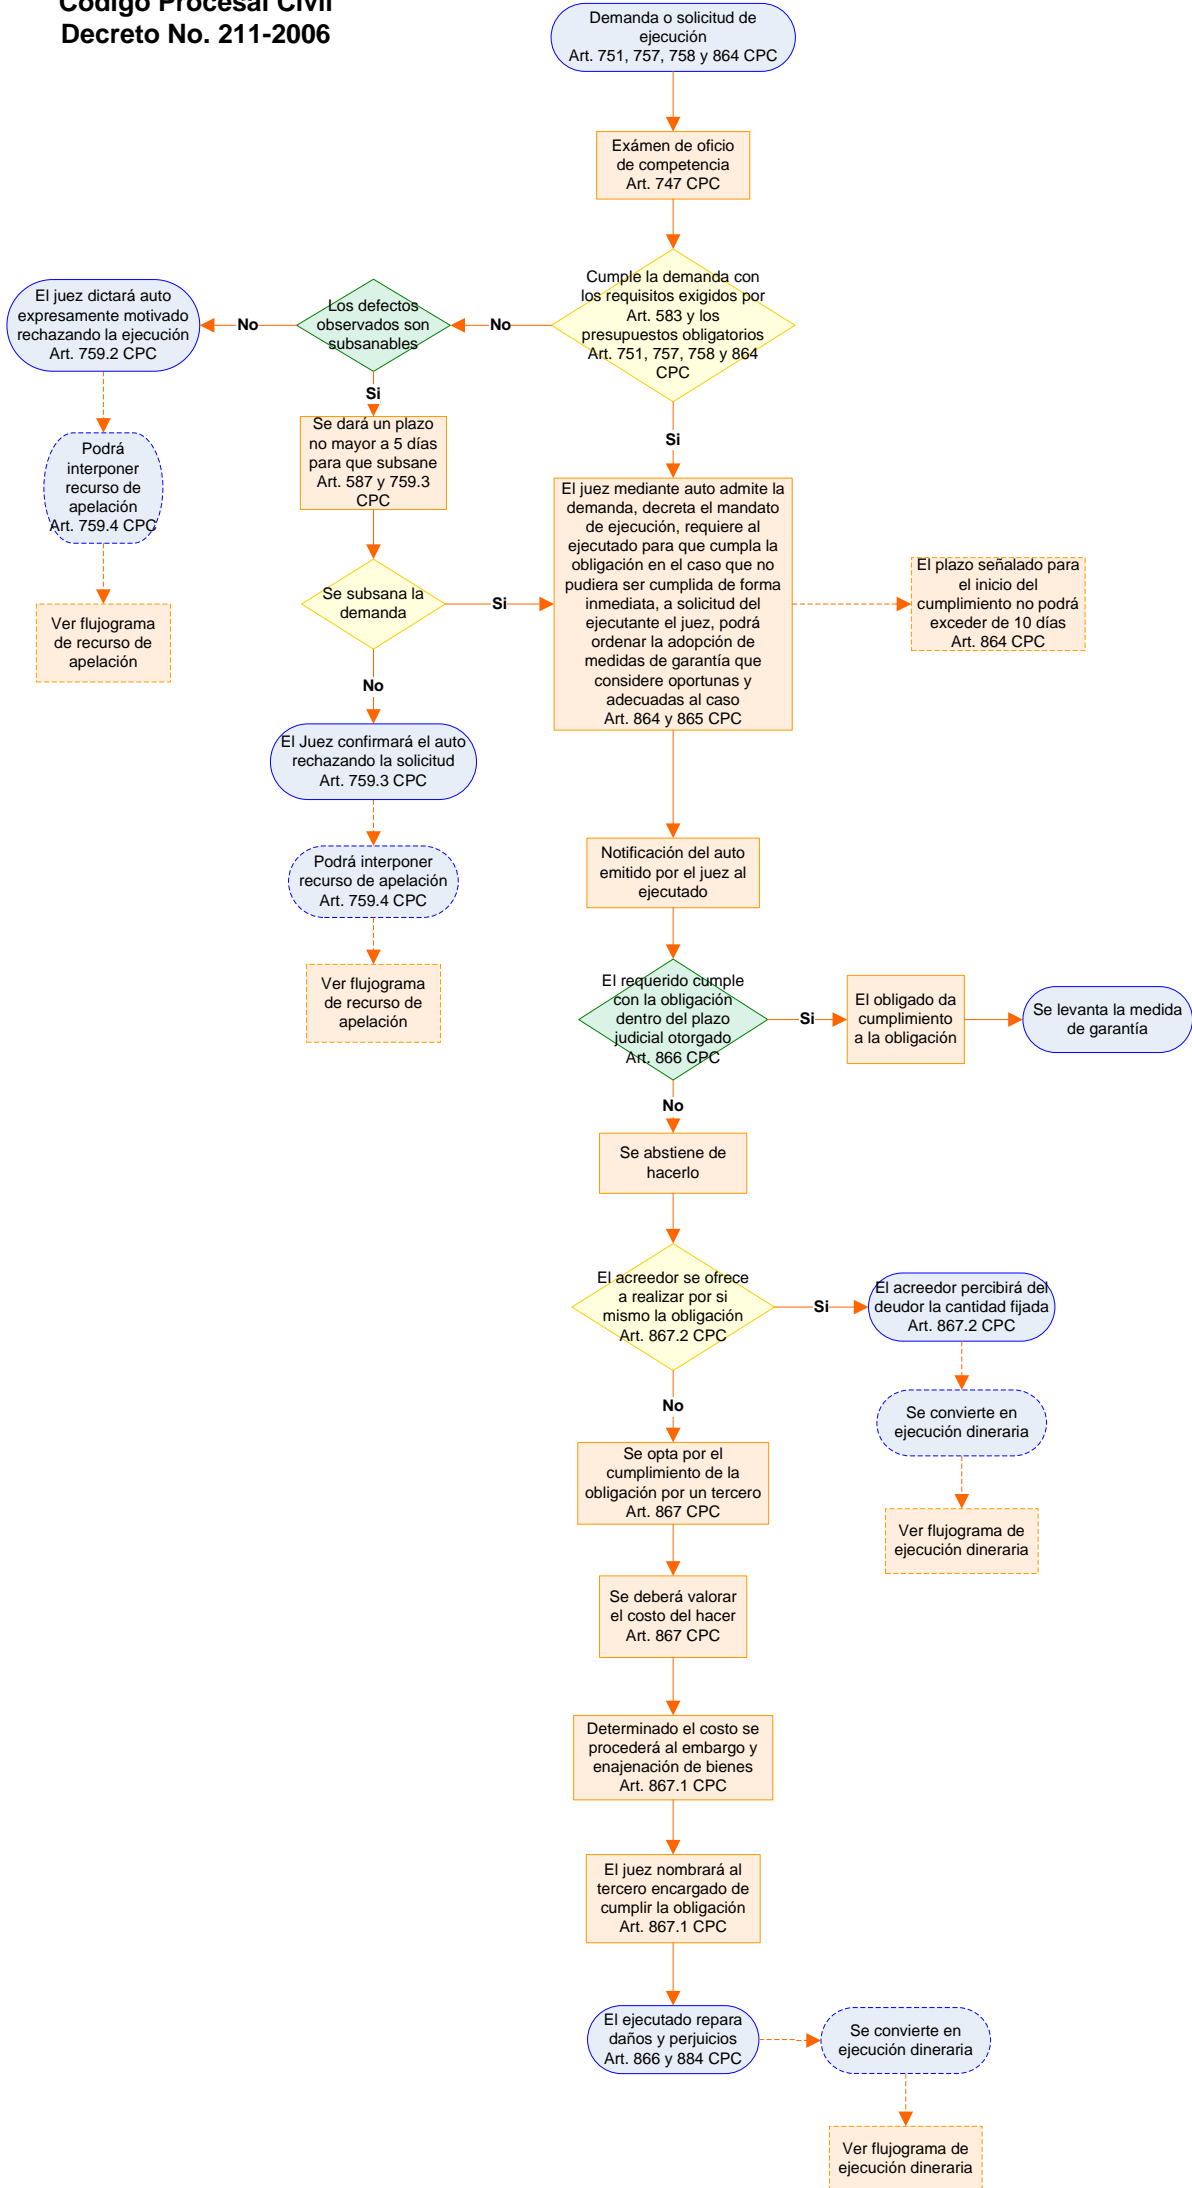 Código Procesal Civil
Decreto No. 211-2006
Demanda o solicitud de
ejecución
Art. 751, 757, 758 y 864 CPC
Exámen de oficio
de competencia
Art. 747 CPC
Cumple la demanda con
los requisitos exigidos por
Art. 583 y los
presupuestos obligatorios
Art. 751, 757, 758 y 864
CPC
No
Los defectos
observados son
subsanables
No
El juez dictará auto
expresamente motivado
rechazando la ejecución
Art. 759.2 CPC
Podrá
interponer
recurso de
apelación
Art. 759.4 CPC
Ver flujograma
de recurso de
apelación
Si
Se dará un plazo
no mayor a 5 días
para que subsane
Art. 587 y 759.3
CPC
Se subsana la
demanda
Si
No
El Juez confirmará el auto
rechazando la solicitud
Art. 759.3 CPC
Podrá interponer
recurso de apelación
Art. 759.4 CPC
Ver flujograma
de recurso de
apelación
Si
El juez mediante auto admite la
demanda, decreta el mandato
de ejecución, requiere al
ejecutado para que cumpla la
obligación en el caso que no
pudiera ser cumplida de forma
inmediata, a solicitud del
ejecutante el juez, podrá
ordenar la adopción de
medidas de garantía que
considere oportunas y
adecuadas al caso
Art. 864 y 865 CPC
El plazo señalado para
el inicio del
cumplimiento no podrá
exceder de 10 días
Art. 864 CPC
Notificación del auto
emitido por el juez al
ejecutado
El requerido cumple
con la obligación
dentro del plazo
judicial otorgado
Art. 866 CPC
Si
El obligado da
cumplimiento
a la obligación
Se levanta la medida
de garantía
No
Se abstiene de
hacerlo
El acreedor se ofrece
a realizar por si
mismo la obligación
Art. 867.2 CPC
Si
El acreedor percibirá del
deudor la cantidad fijada
Art. 867.2 CPC
Se convierte en
ejecución dineraria
Ver flujograma de
ejecución dineraria
No
Se opta por el
cumplimiento de la
obligación por un tercero
Art. 867 CPC
Se deberá valorar
el costo del hacer
Art. 867 CPC
Determinado el costo se
procederá al embargo y
enajenación de bienes
Art. 867.1 CPC
El juez nombrará al
tercero encargado de
cumplir la obligación
Art. 867.1 CPC
El ejecutado repara
daños y perjuicios
Art. 866 y 884 CPC
Se convierte en
ejecución dineraria
Ver flujograma de
ejecución dineraria